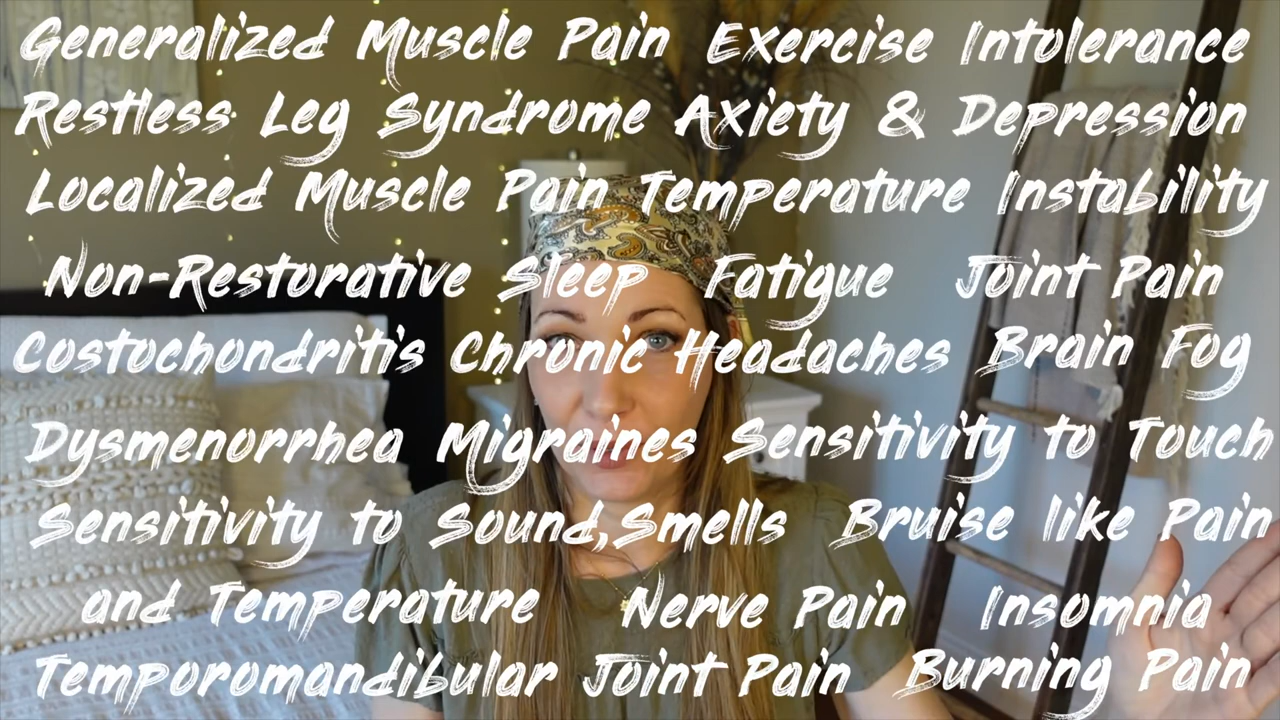 Generalized Muscle Pain Exercise Intolerance
Restless Leg Syndrome Axiety & Depression
Localized Muscle Pain Temperature Instability
Non-Restorative Sleep Fatigue Joint Pain
Costochondritis Chronic Headaches Brain Fog
Dysmenorrhea Migraines Sensitivity to Touch
Sensitivity to Sound,Smells Bruise like Pain
and Temperature Nerve Pain Insomnia
Temporomandibular Joint Pain Burning Pain